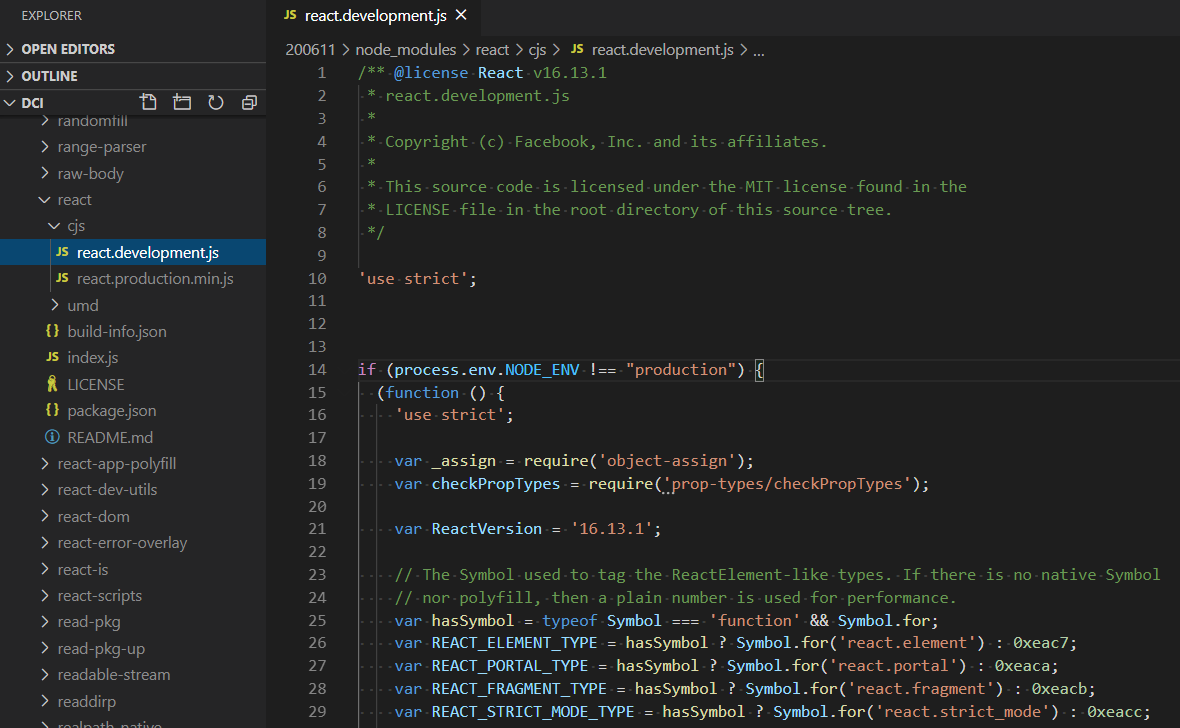 EXPLORER
OPEN EDITORS
OUTLINE
DCI
randomfill
range-parser
raw-body
react
cjs
JS react.development.js
JS react.production.min.js
umd
{} build-info.json
JS index.js
LICENSE
{} package.json
README.md
react-app-polyfill
react-dev-utils
react-dom
react-error-overlay
react-is
react-scripts
read-pkg
read-pkg-up
readable-stream
readdirp
realpath-native
JS react.development.js
200611 > node_modules > react > cjs > JS react.development.js > ...
1 /** @license React v16.13.1
2  * react.development.js
3  *
4  * Copyright (c) Facebook, Inc. and its affiliates.
5  *
6  * This source code is licensed under the MIT license found in the
7  * LICENSE file in the root directory of this source tree.
8  */
9
10 'use strict';
11
12
13
14 if (process.env.NODE_ENV !== "production") {
15   (function () {
16     'use strict';
17
18     var _assign = require('object-assign');
19     var checkPropTypes = require('prop-types/checkPropTypes');
20
21     var ReactVersion = '16.13.1';
22
23     // The Symbol used to tag the ReactElement-like types. If there is no native Symbol
24     // nor polyfill, then a plain number is used for performance.
25     var hasSymbol = typeof Symbol === 'function' && Symbol.for;
26     var REACT_ELEMENT_TYPE = hasSymbol ? Symbol.for('react.element') : 0xeac7;
27     var REACT_PORTAL_TYPE = hasSymbol ? Symbol.for('react.portal') : 0xeaca;
28     var REACT_FRAGMENT_TYPE = hasSymbol ? Symbol.for('react.fragment') : 0xeacb;
29     var REACT_STRICT_MODE_TYPE = hasSymbol ? Symbol.for('react.strict_mode') : 0xeacc;